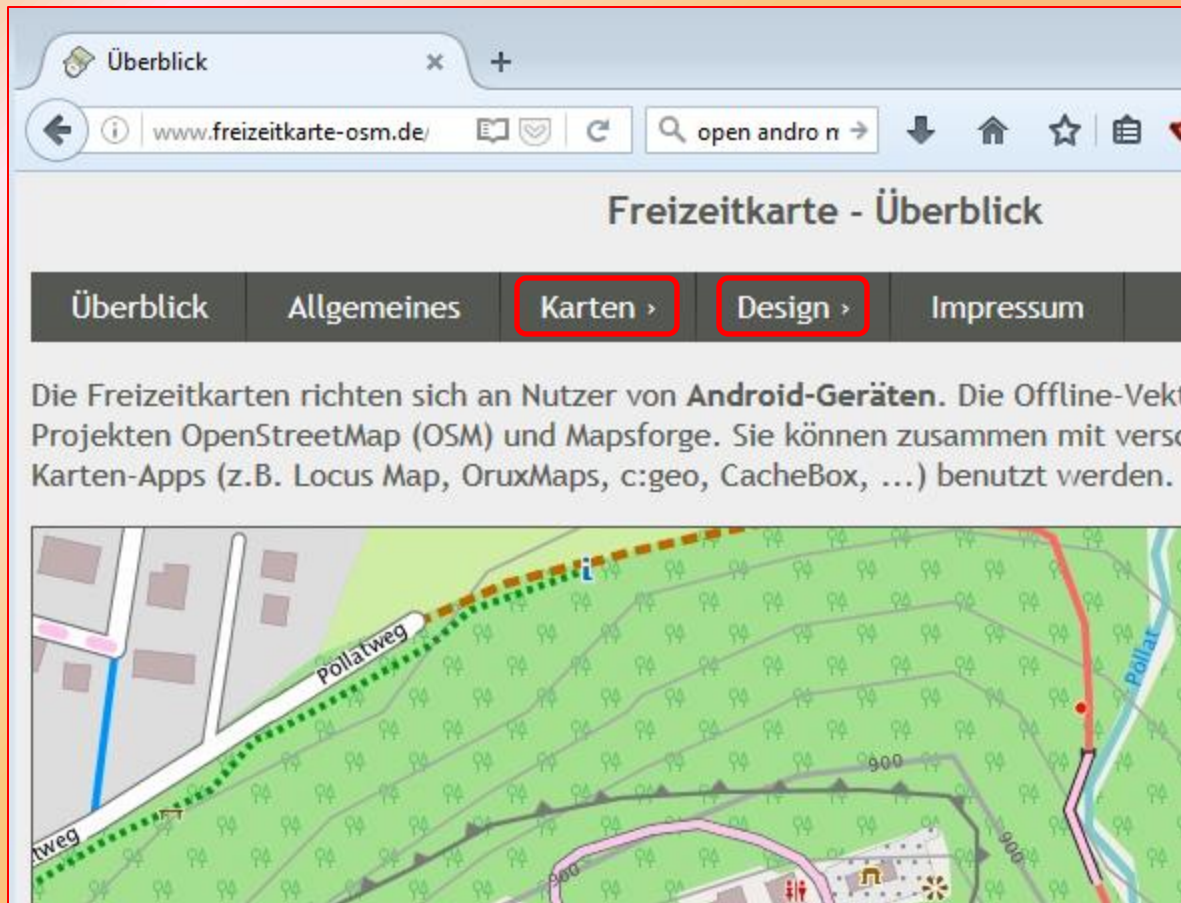 Überblick
www.freizeitkarte-osm.de/
open andro
Freizeitkarte - Überblick
Überblick Allgemeines Karten › Design › Impressum
Die Freizeitkarten richten sich an Nutzer von Android-Geräten. Die Offline-Vekt
Projekten OpenStreetMap (OSM) und Mapsforge. Sie können zusammen mit versc
Karten-Apps (z.B. Locus Map, OruxMaps, c:geo, CacheBox, ...) benutzt werden.
Pöllatweg
Pöllat
900
tweg
900
900